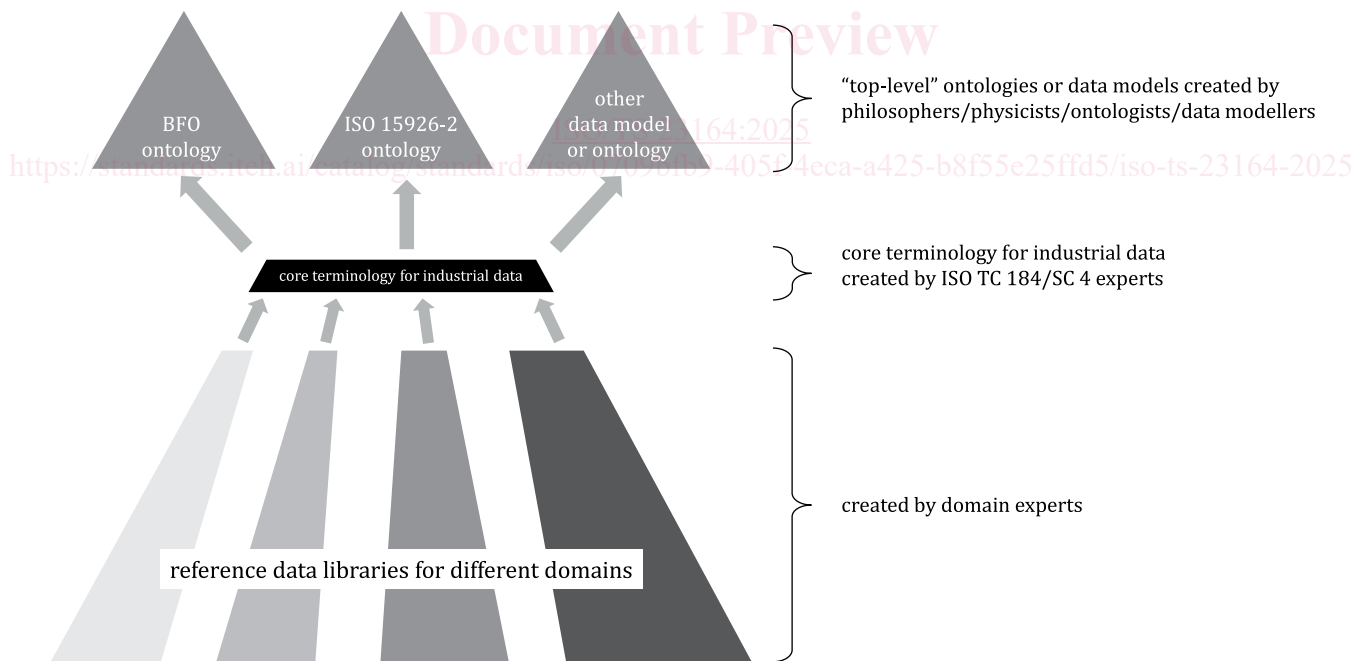 Document Preview
BFO
ontology
ISO 15926-2
ontology
other
data model
or ontology
“top-level” ontologies or data models created by
philosophers/physicists/ontologists/data modellers
core terminology for industrial data
core terminology for industrial data
created by ISO TC 184/SC 4 experts
created by domain experts
reference data libraries for different domains